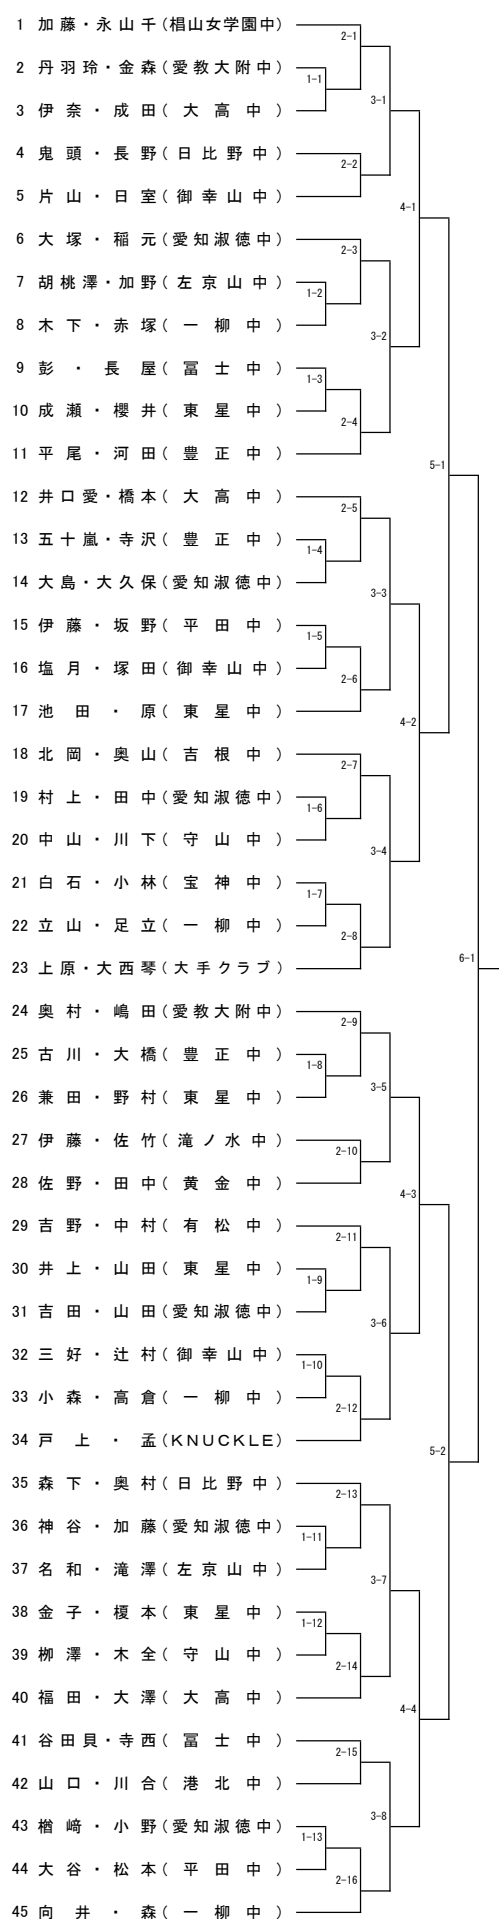 1 加藤・永山千(椙山女学園中)
2-1
2 丹羽玲・金森(愛教大附中)
1-1
3-1
3 伊奈・成田(大高中)
4 鬼頭・長野(日比野中)
2-2
5 片山・日室(御幸山中)
4-1
6 大塚・稲元(愛知淑徳中)
2-3
7 胡桃澤・加野(左京山中)
1-2
3-2
8 木下・赤塚(一柳中)
9 彭・長屋(冨士中)
1-3
10 成瀬・櫻井(東星中)
2-4
11 平尾・河田(豊正中)
5-1
12 井口愛・橋本(大高中)
2-5
13 五十嵐・寺沢(豊正中)
1-4
3-3
14 大島・大久保(愛知淑徳中)
15 伊藤・坂野(平田中)
1-5
16 塩月・塚田(御幸山中)
2-6
17 池田・原(東星中)
4-2
18 北岡・奥山(吉根中)
2-7
19 村上・田中(愛知淑徳中)
1-6
3-4
20 中山・川下(守山中)
21 白石・小林(宝神中)
1-7
22 立山・足立(一柳中)
2-8
23 上原・大西琴(大手クラブ)
6-1
24 奥村・嶋田(愛教大附中)
2-9
25 古川・大橋(豊正中)
1-8
3-5
26 兼田・野村(東星中)
27 伊藤・佐竹(滝ノ水中)
2-10
28 佐野・田中(黄金中)
4-3
29 吉野・中村(有松中)
2-11
30 井上・山田(東星中)
1-9
3-6
31 吉田・山田(愛知淑徳中)
32 三好・辻村(御幸山中)
1-10
33 小森・高倉(一柳中)
2-12
34 戸上・孟(KNUCKLE)
5-2
35 森下・奥村(日比野中)
2-13
36 神谷・加藤(愛知淑徳中)
1-11
3-7
37 名和・滝澤(左京山中)
38 金子・榎本(東星中)
1-12
39 柳澤・木全(守山中)
2-14
40 福田・大澤(大高中)
4-4
41 谷田貝・寺西(冨士中)
2-15
42 山口・川合(港北中)
3-8
43 楢﨑・小野(愛知淑徳中)
1-13
44 大谷・松本(平田中)
2-16
45 向井・森(一柳中)